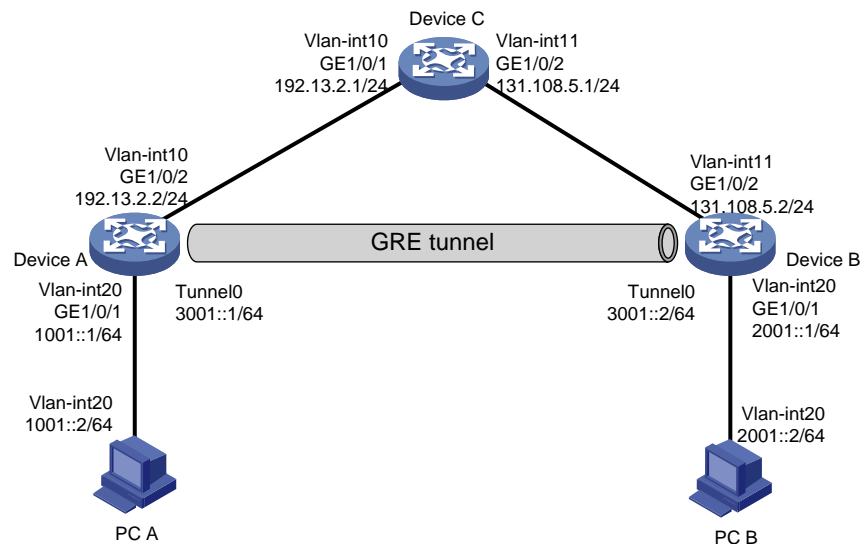 Device C
Vlan-int10
GE1/0/1
192.13.2.1/24
Vlan-int11
GE1/0/2
131.108.5.1/24
Vlan-int10
GE1/0/2
192.13.2.2/24
Vlan-int11
GE1/0/2
131.108.5.2/24
GRE tunnel
Device A
Device B
Vlan-int20
GE1/0/1
1001::1/64
Tunnel0
3001::1/64
Tunnel0
3001::2/64
Vlan-int20
GE1/0/1
2001::1/64
Vlan-int20
1001::2/64
Vlan-int20
2001::2/64
PC A
PC B